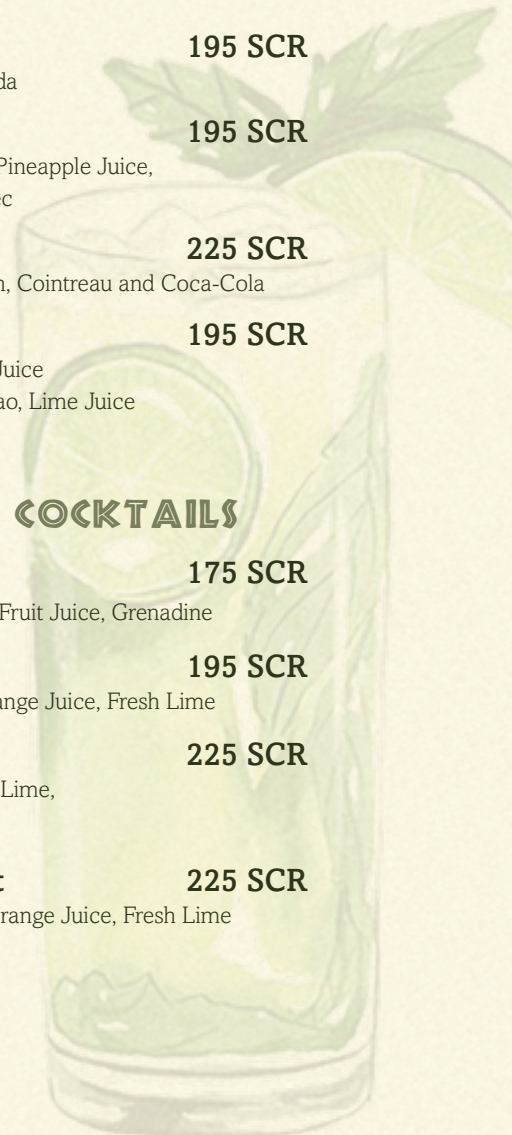 195 SCR
da
195 SCR
Pineapple Juice,
ec
225 SCR
n, Cointreau and Coca-Cola
195 SCR
Juice
ao, Lime Juice
COCKTAILS
175 SCR
Fruit Juice, Grenadine
195 SCR
ange Juice, Fresh Lime
225 SCR
Lime,
t 225 SCR
range Juice, Fresh Lime